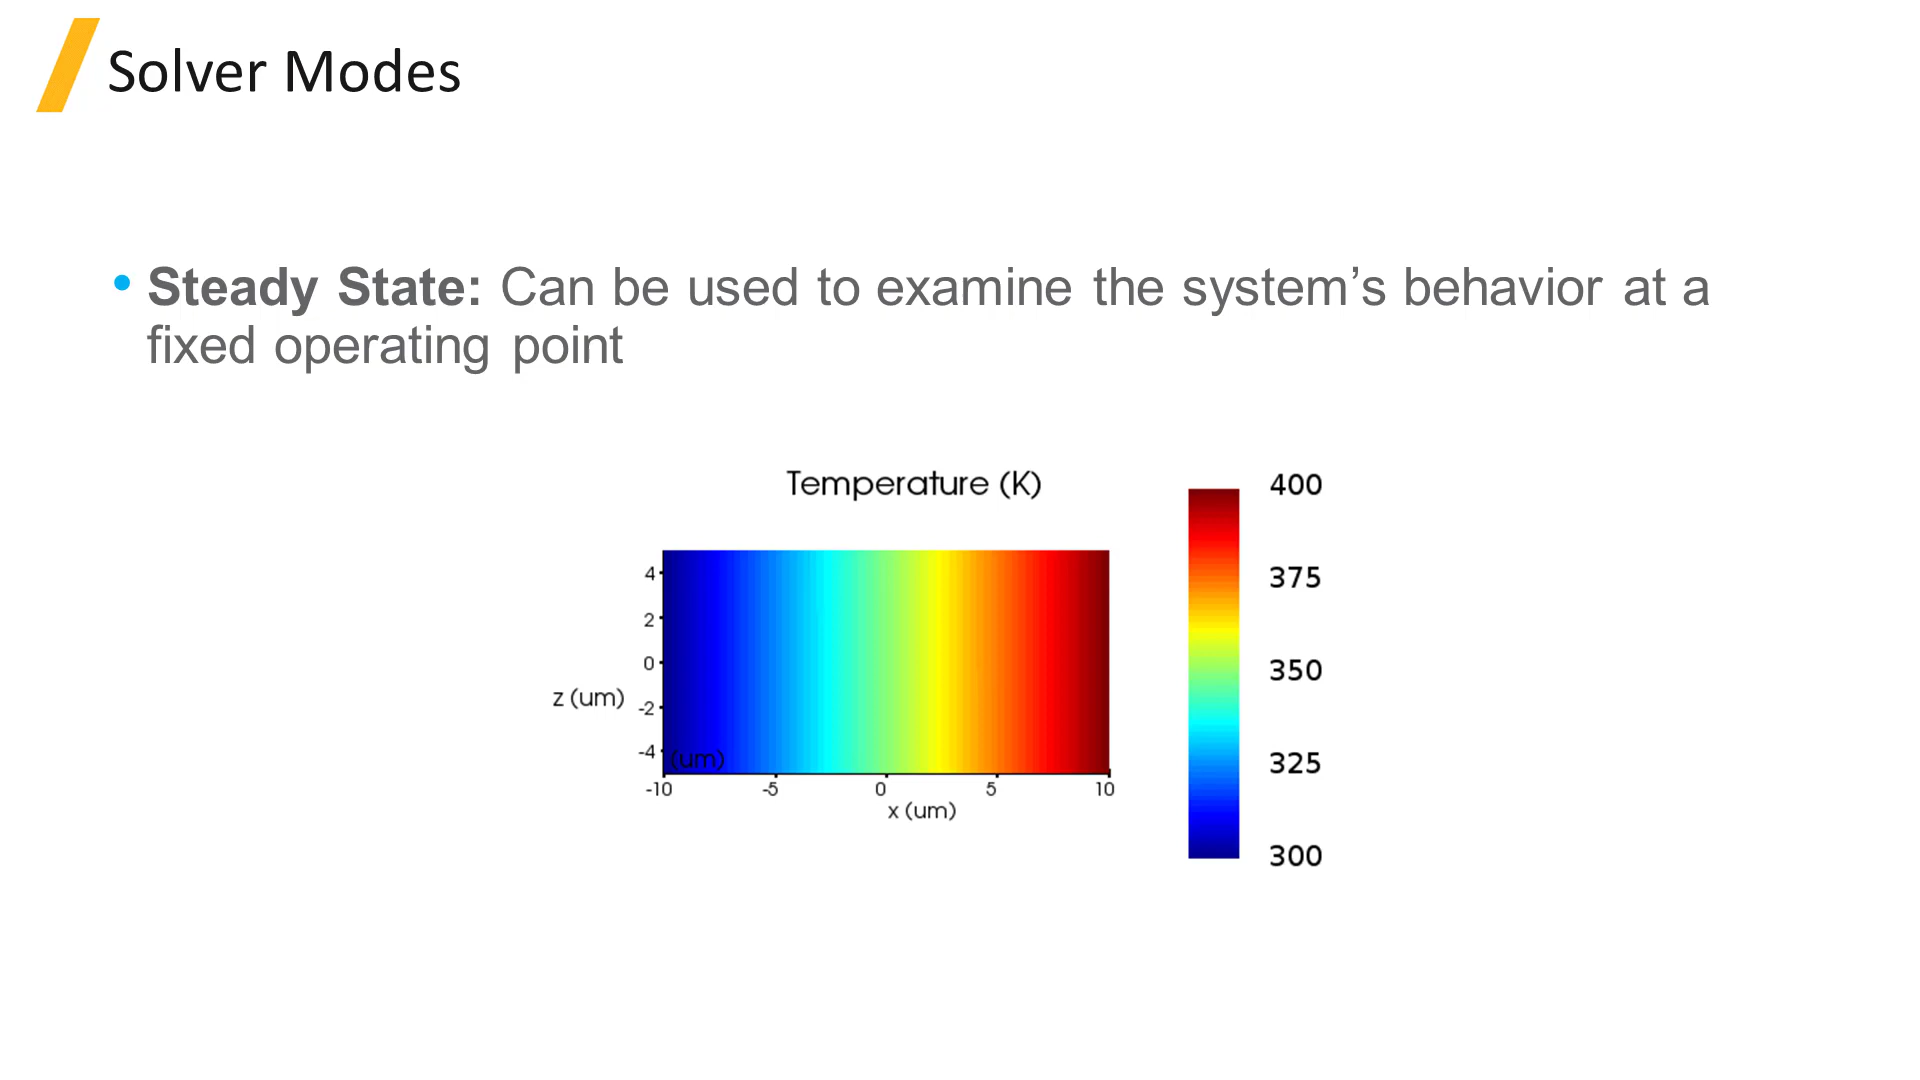 Solver Modes
• Steady State: Can be used to examine the system’s behavior at a
fixed operating point
Temperature (K)
400
375
350
325
300
4
2
0
z (um)
-2
-4
(um)
-10 -5 0 5 10
x (um)